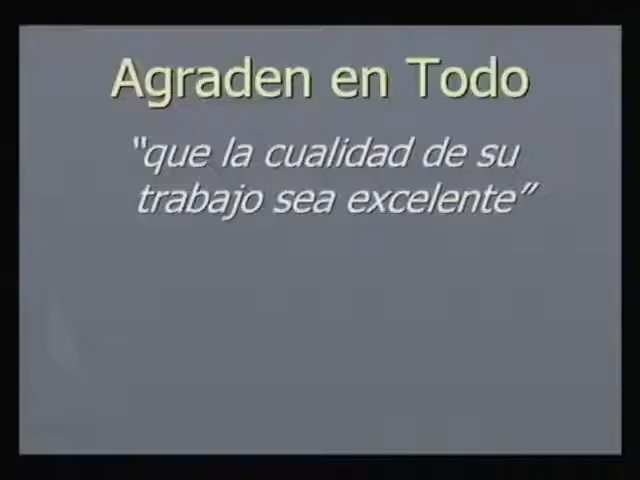 Agraden en Todo
“que la cualidad de su
trabajo sea excelente”